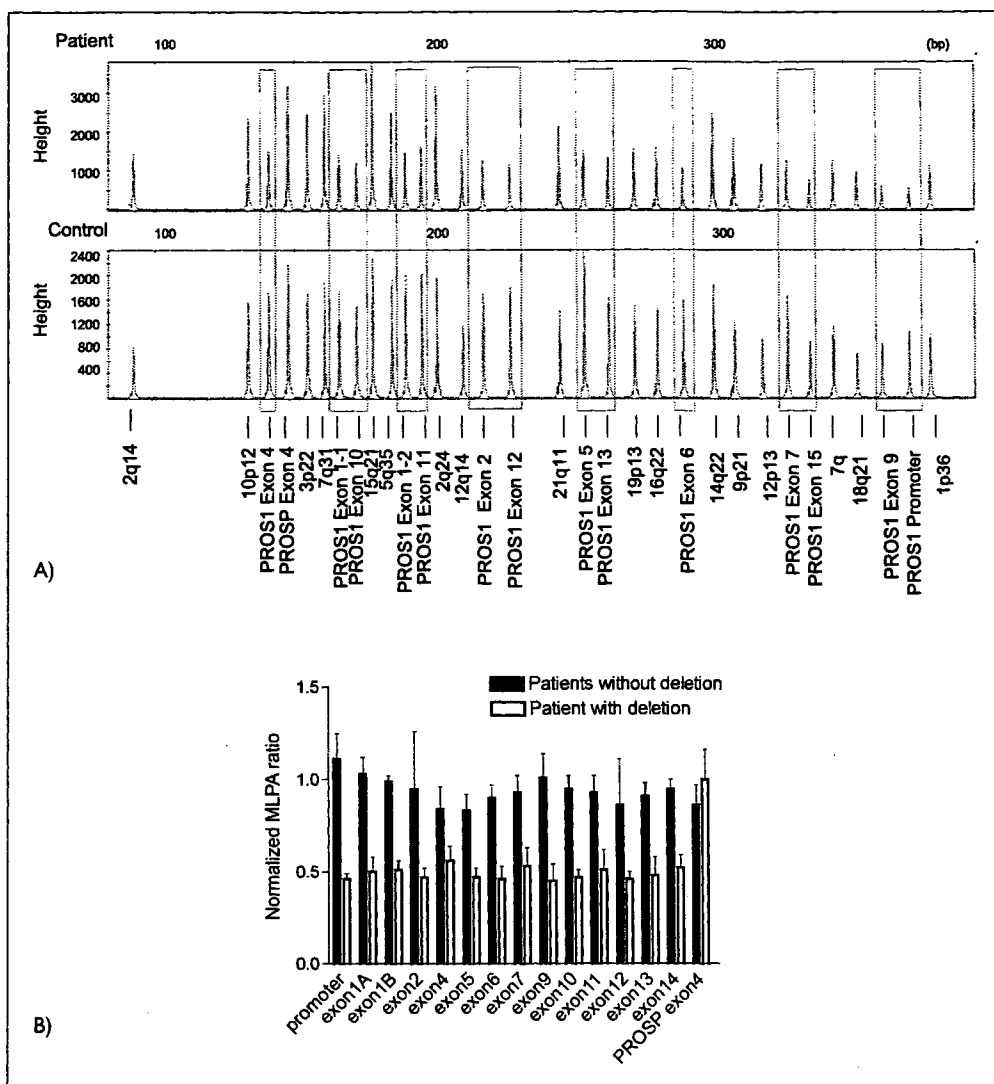 Patient
100
200
300
(bp)
Height
3000
2000
1000
Control
100
200
300
Height
2400
2000
1600
1200
800
400
2q14
10p12
PROS1 Exon 4
PROSP Exon 4
3p22
7q31
PROS1 Exon 1-1
PROS1 Exon 10
15q21
5q35
PROS1 Exon 1-2
PROS1 Exon 11
2q24
12q14
PROS1 Exon 2
PROS1 Exon 12
21q11
PROS1 Exon 5
PROS1 Exon 13
19p13
16q22
PROS1 Exon 6
14q22
9p21
12p13
PROS1 Exon 7
PROS1 Exon 15
7q
18q21
PROS1 Exon 9
PROS1 Promoter
1p36
A)
Normalized MLPA ratio
1.5
1.0
0.5
0.0
Patients without deletion
Patient with deletion
promoter
exon1A
exon1B
exon2
exon4
exon5
exon6
exon7
exon9
exon10
exon11
exon12
exon13
exon14
PROSP exon4
B)